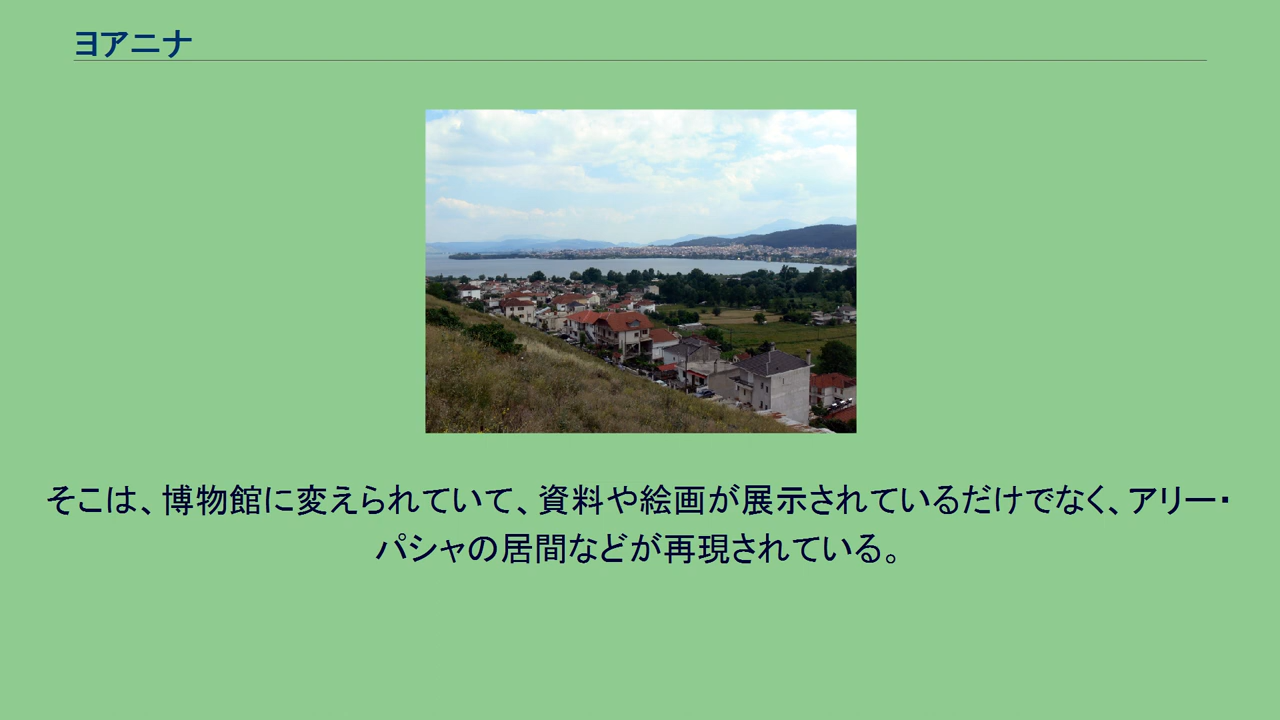 ヨアニナ
そこは、博物館に変えられていて、資料や絵画が展示されているだけでなく、アリー・
パシャの居間などが再現されている。